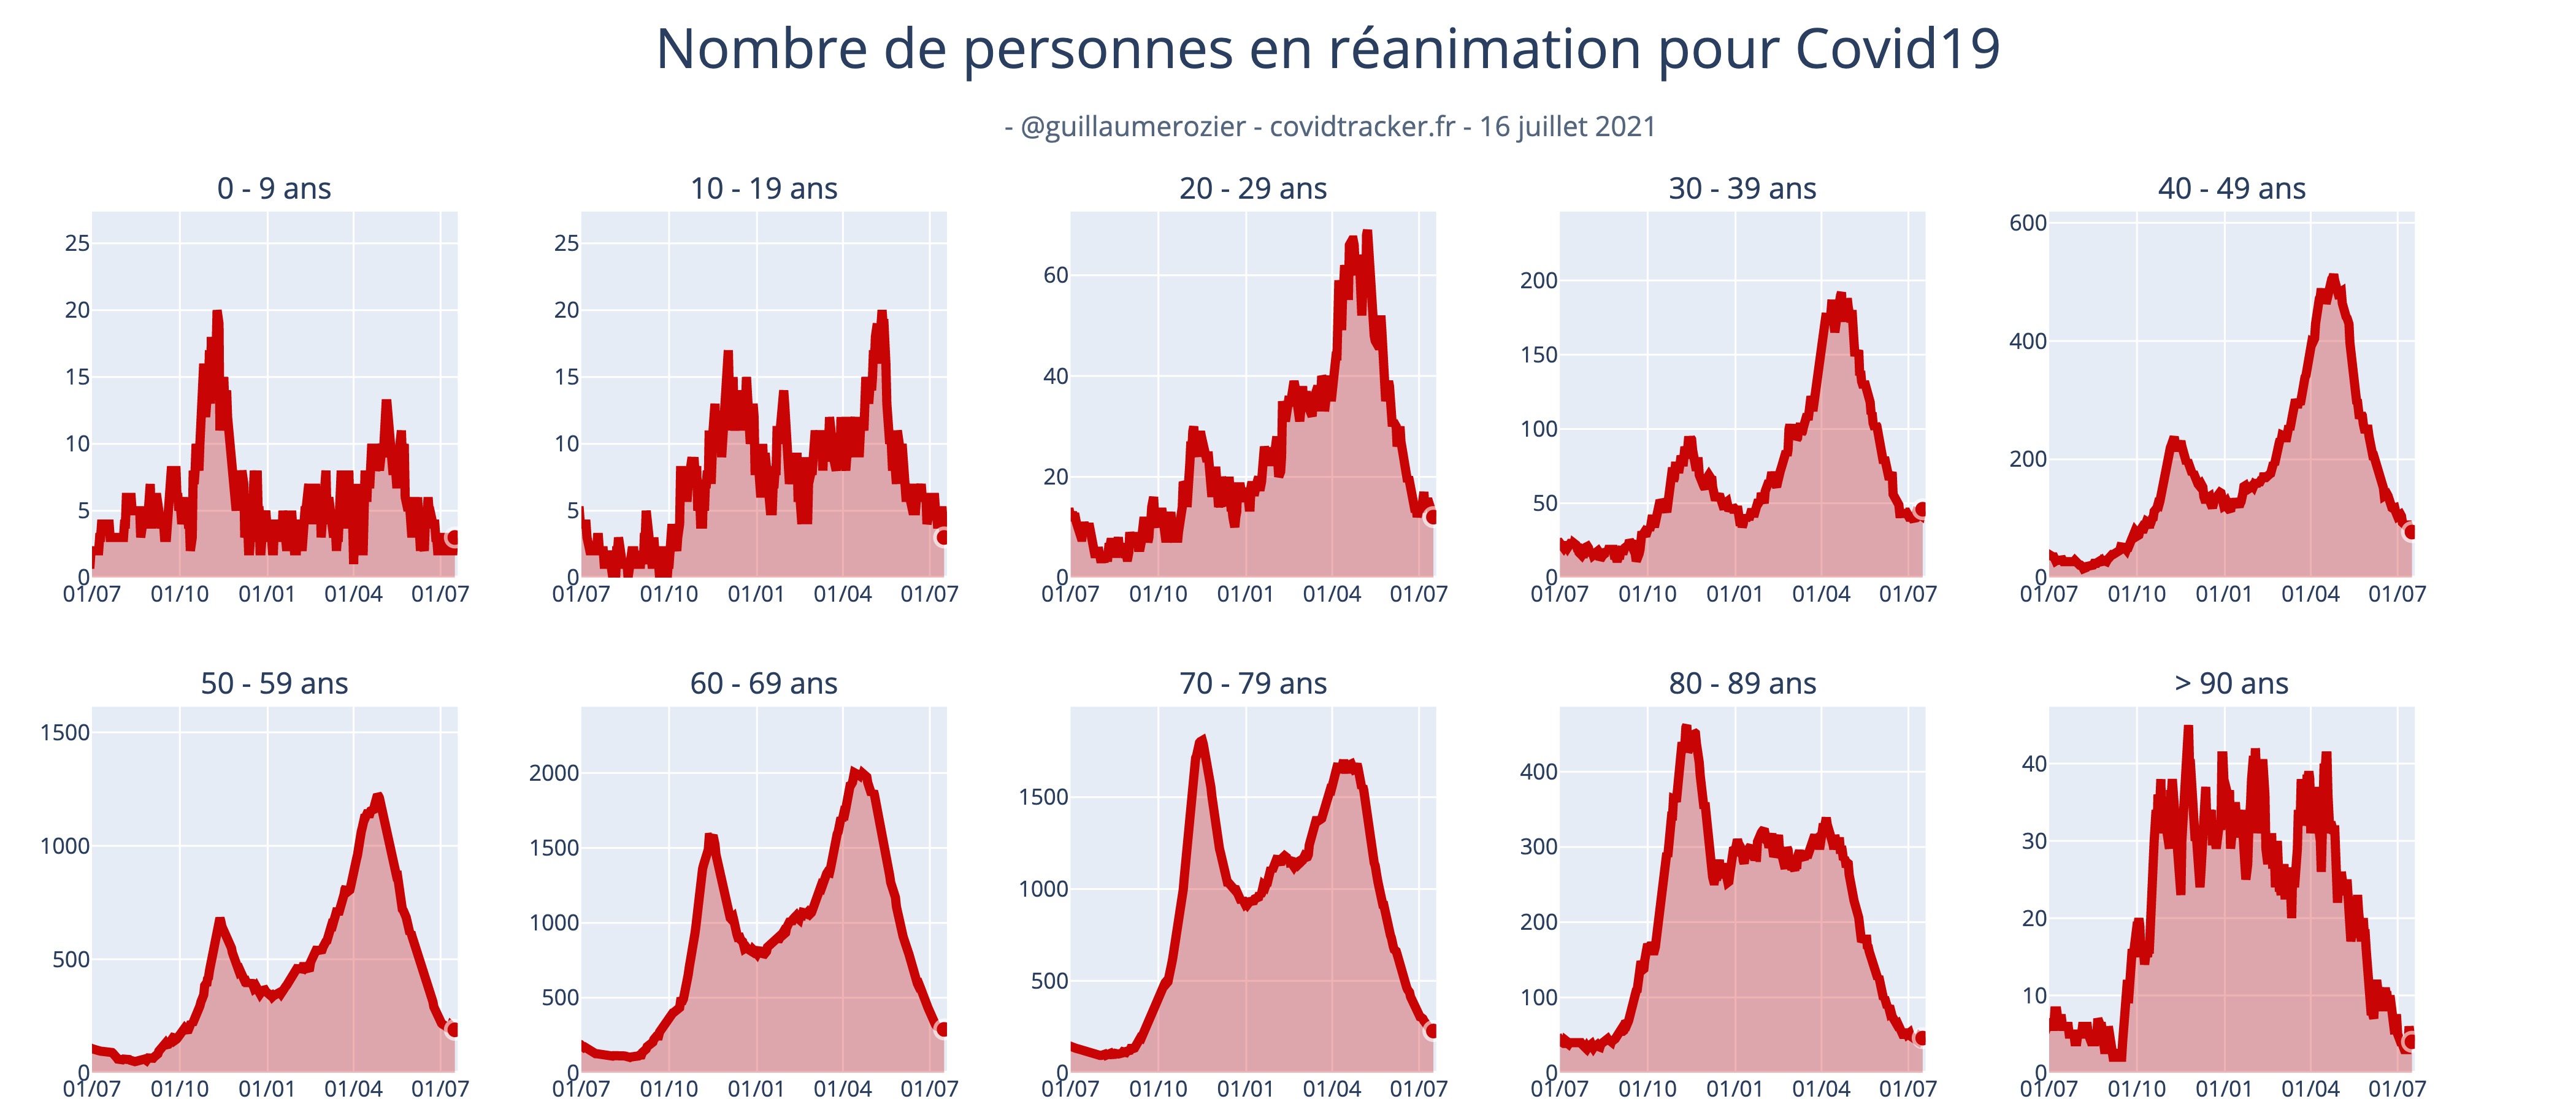 Nombre de personnes en réanimation pour Covid19
- @guillaumerozier - covidtracker.fr - 16 juillet 2021
0 - 9 ans
10 - 19 ans
20 - 29 ans
30 - 39 ans
40 - 49 ans
25
20
15
10
5
0
01/07 01/10 01/01 01/04 01/07
25
20
15
10
5
0
01/07 01/10 01/01 01/04 01/07
60
40
20
0
01/07 01/10 01/01 01/04 01/07
200
150
100
50
0
01/07 01/10 01/01 01/04 01/07
600
400
200
0
01/07 01/10 01/01 01/04 01/07
50 - 59 ans
60 - 69 ans
70 - 79 ans
80 - 89 ans
> 90 ans
1500
1000
500
0
01/07 01/10 01/01 01/04 01/07
2000
1500
1000
500
0
01/07 01/10 01/01 01/04 01/07
1500
1000
500
0
01/07 01/10 01/01 01/04 01/07
400
300
200
100
0
01/07 01/10 01/01 01/04 01/07
40
30
20
10
0
01/07 01/10 01/01 01/04 01/07